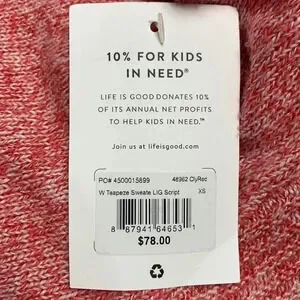 10% FOR KIDS
IN NEED®
LIFE IS GOOD DONATES 10%
OF ITS ANNUAL NET PROFITS
TO HELP KIDS IN NEED.™
Join us at lifeisgood.com
PO# 4500015899 46962 ClyRed
W Teapeze Sweate LIG Script XS
8 87941 64653 1
$78.00